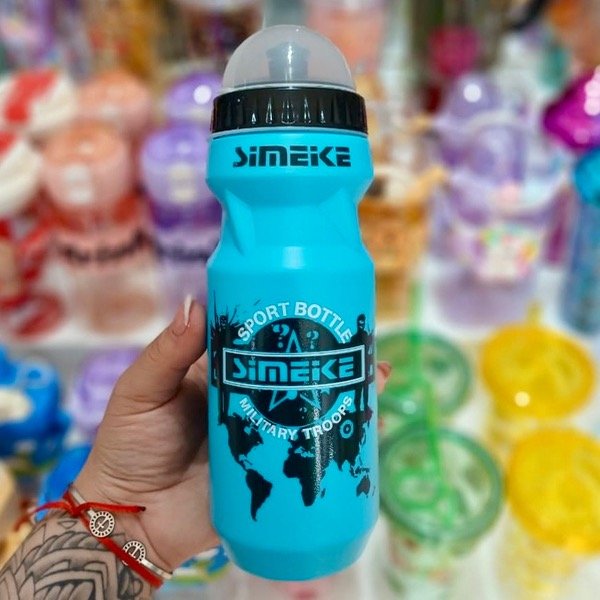 SiMEiKE
SPORT BOTTLE
? ?
SiMEiKE
MILITARY TROOPS